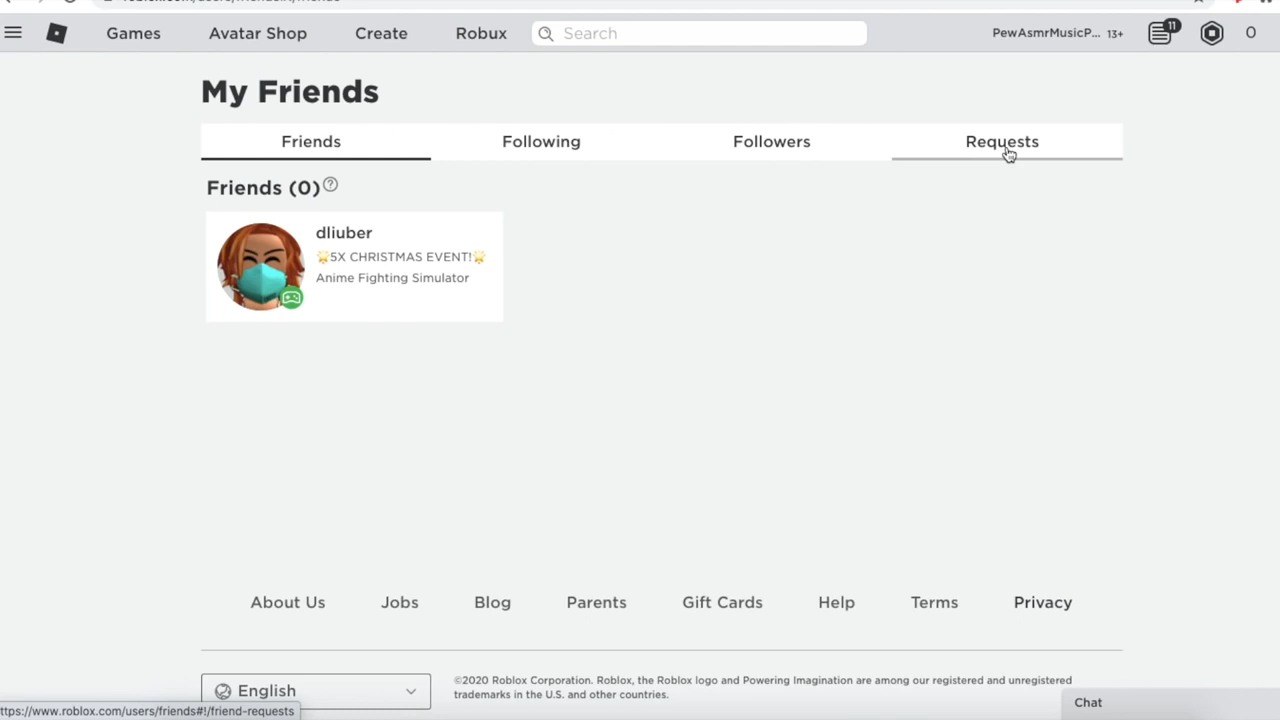 Games
Avatar Shop
Create
Robux
Search
PewAsmrMusicP... 13+
11
0
My Friends
Friends
Following
Followers
Requests
Friends (0)
?
dliuber
🌟5X CHRISTMAS EVENT!🌟
Anime Fighting Simulator
About Us
Jobs
Blog
Parents
Gift Cards
Help
Terms
Privacy
English
©2020 Roblox Corporation. Roblox, the Roblox logo and Powering Imagination are among our registered and unregistered
trademarks in the U.S. and other countries.
Chat
ttps://www.roblox.com/users/friends#!/friend-requests